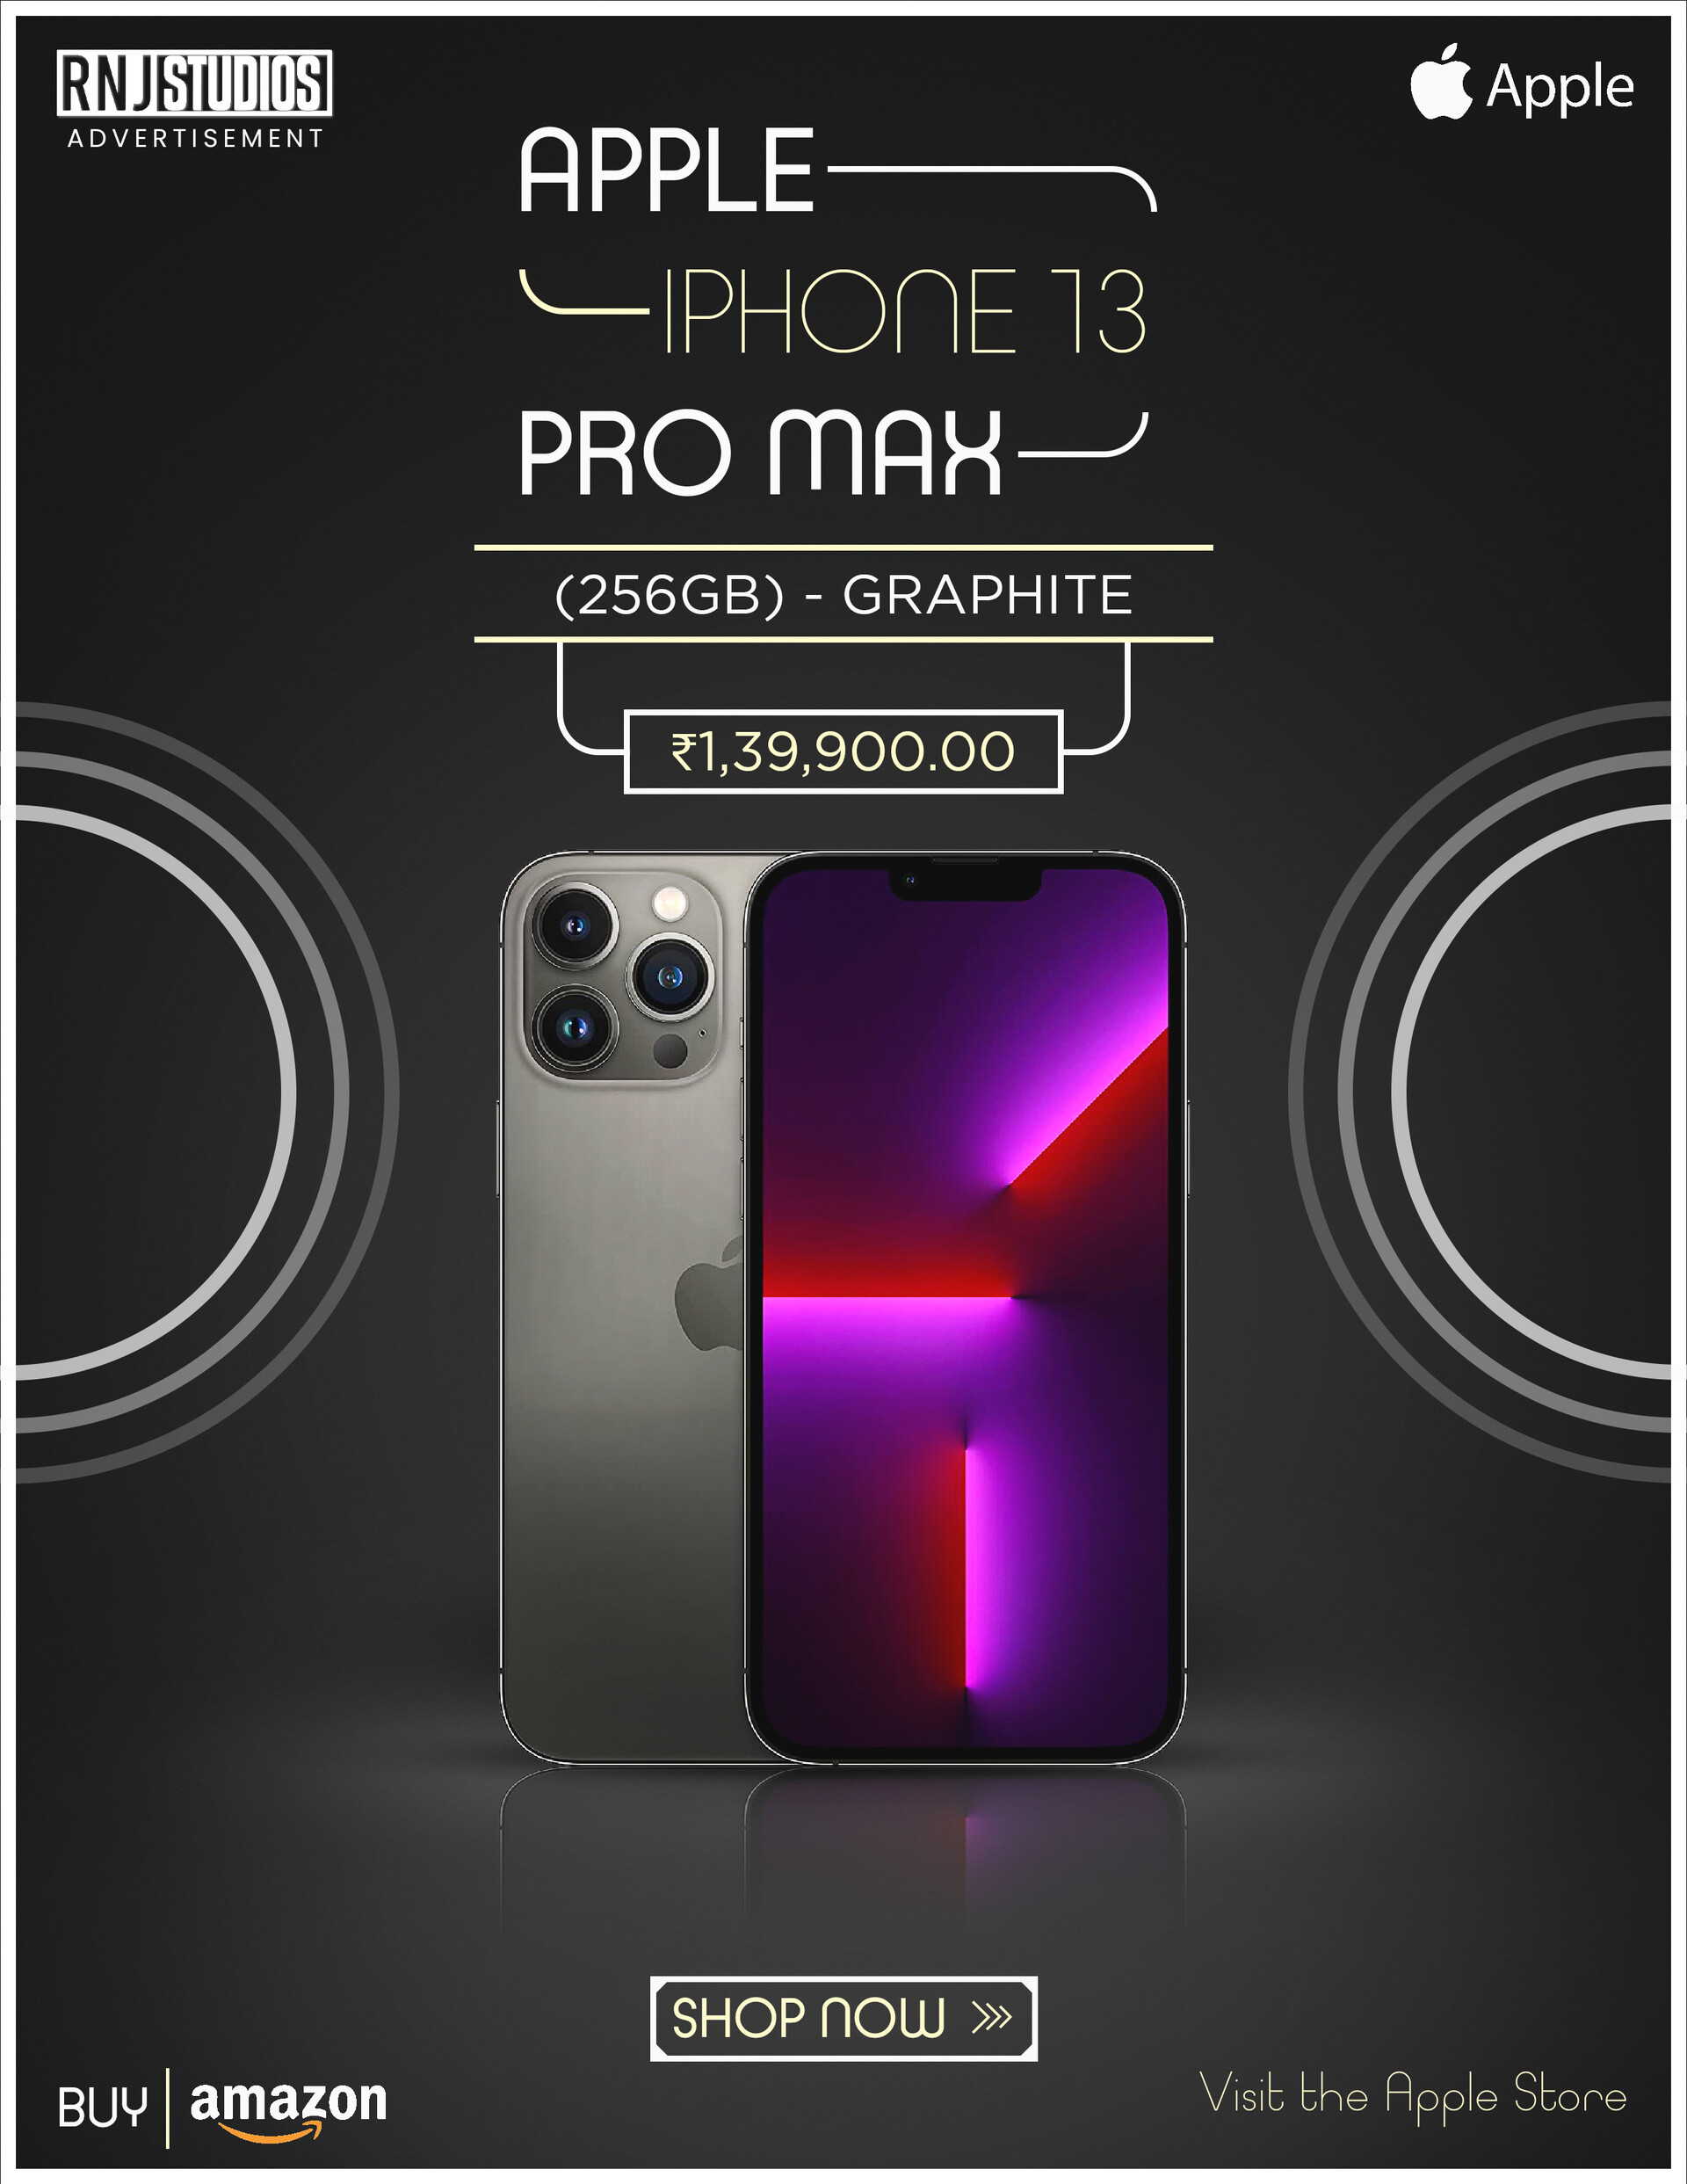 RNJSTUDIOS
ADVERTISEMENT
Apple
APPLE
IPHONE 13
PRO MAX
(256GB) - GRAPHITE
₹1,39,900.00
SHOP NOW
BUY | amazon
Visit the Apple Store